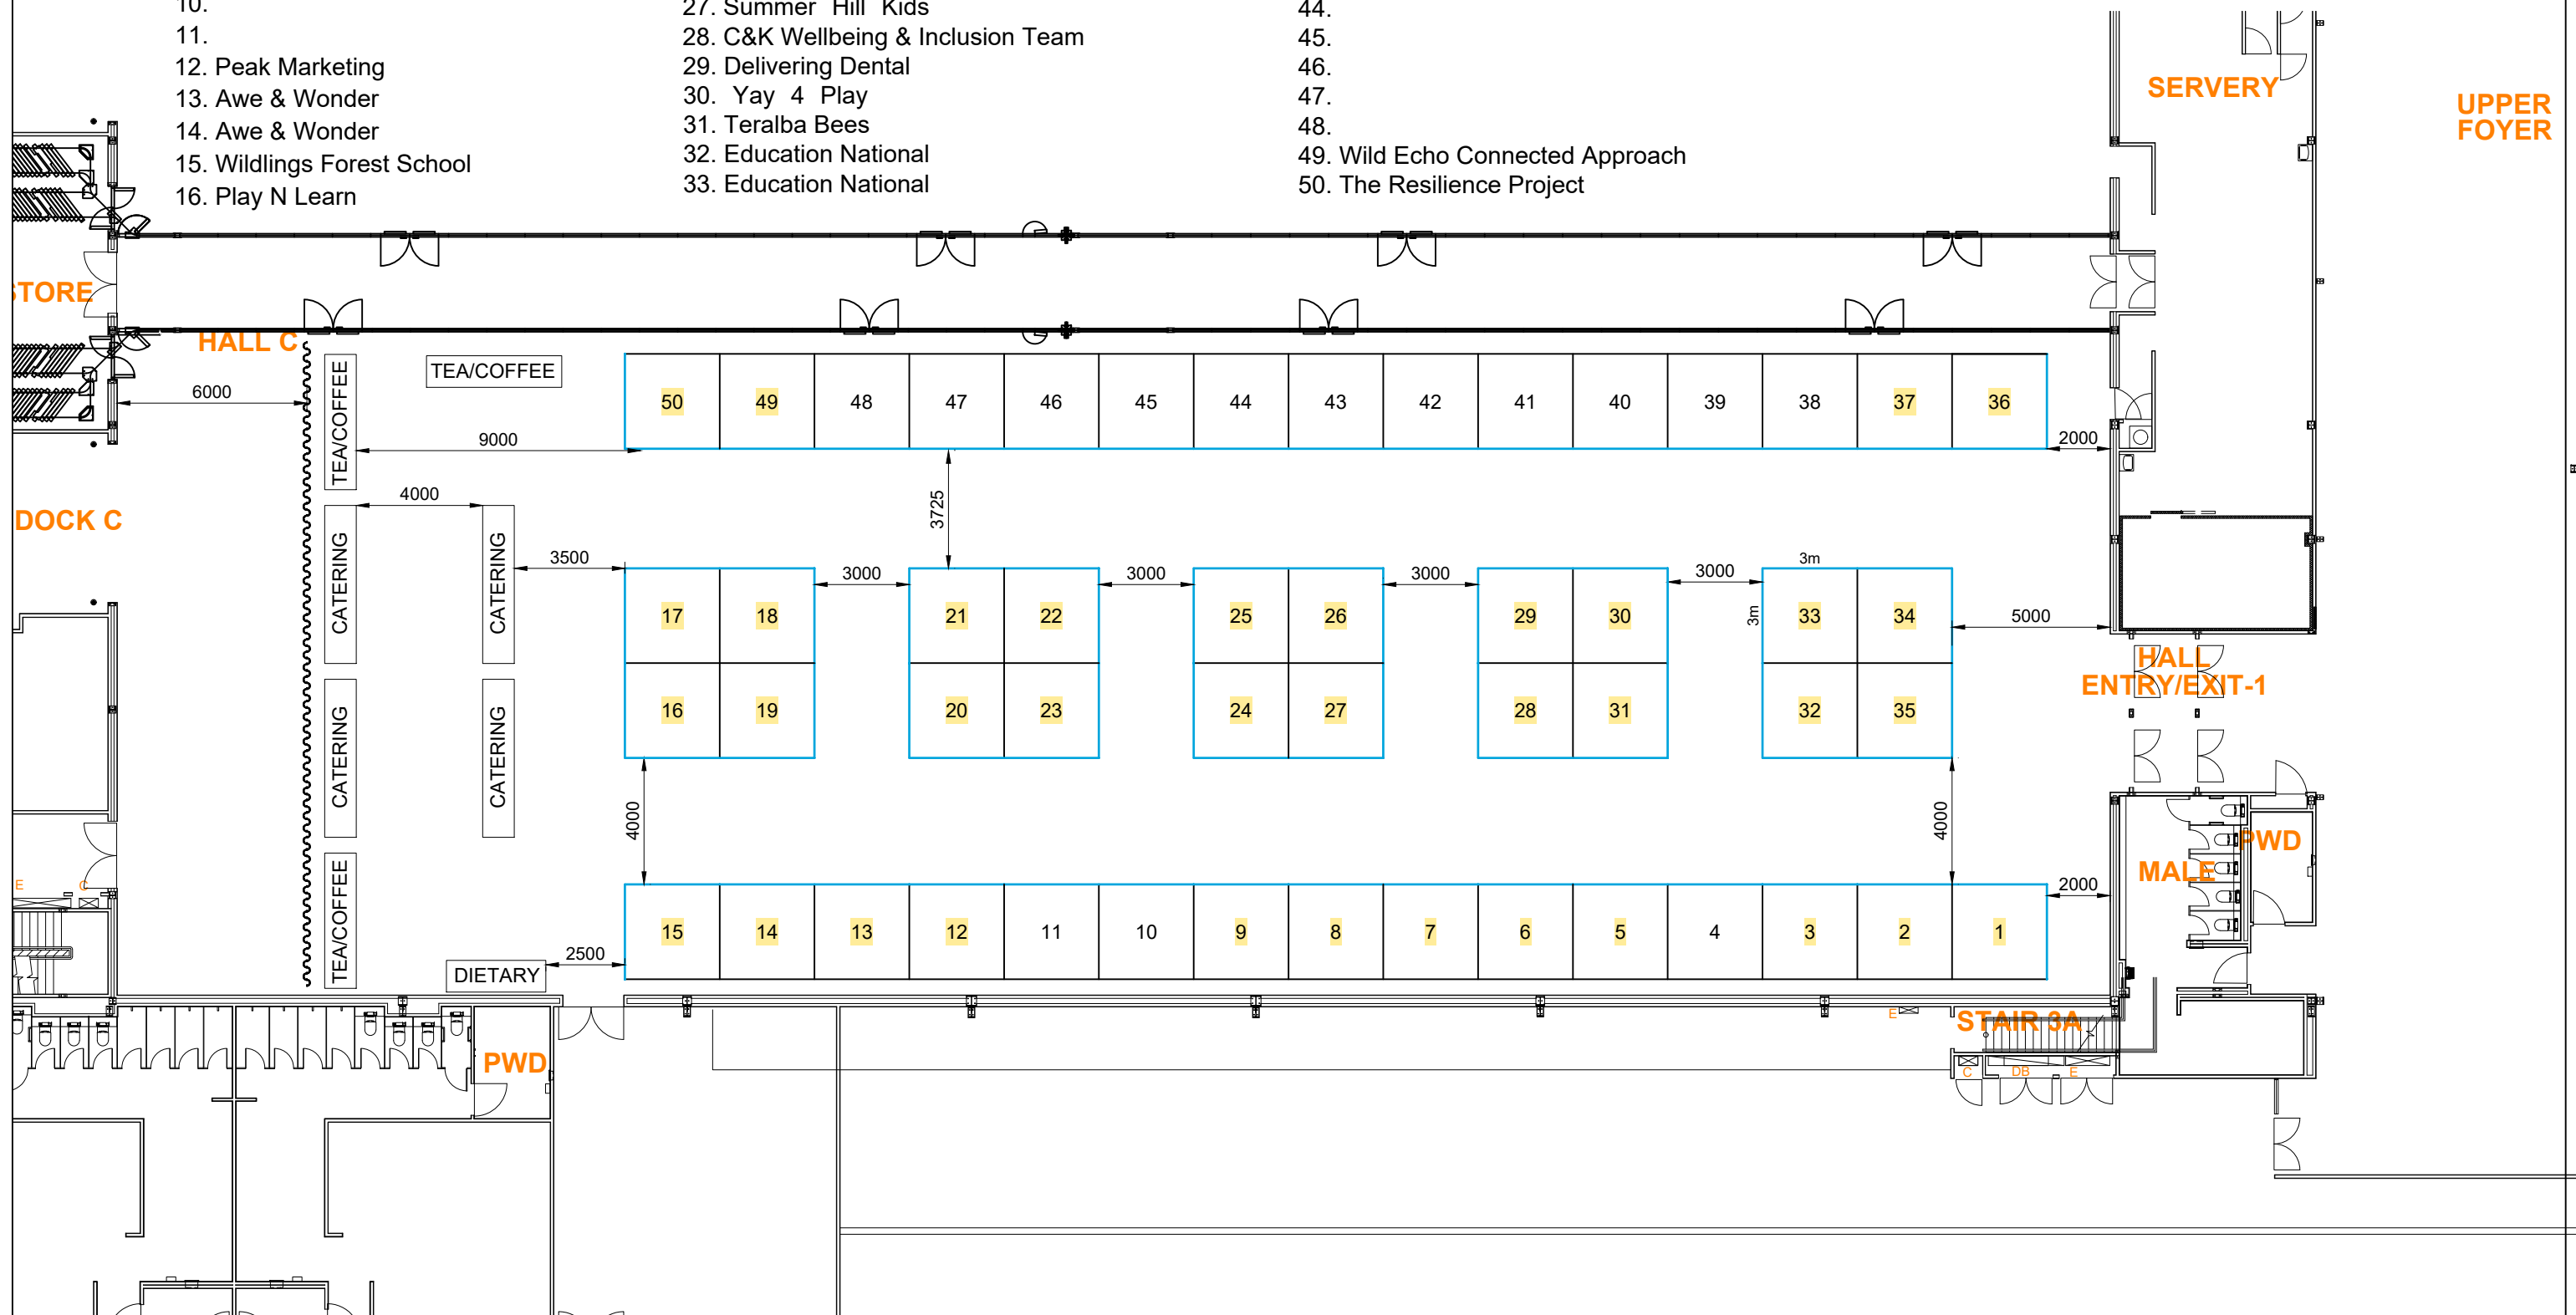 10.
11.
12. Peak Marketing
13. Awe & Wonder
14. Awe & Wonder
15. Wildlings Forest School
16. Play N Learn
27. Summer Hill Kids
28. C&K Wellbeing & Inclusion Team
29. Delivering Dental
30. Yay 4 Play
31. Teralba Bees
32. Education National
33. Education National
44.
45.
46.
47.
48.
49. Wild Echo Connected Approach
50. The Resilience Project
SERVERY
UPPER
FOYER
STORE
HALL C
6000
TEA/COFFEE
TEA/COFFEE
9000
50 49 48 47 46 45 44 43 42 41 40 39 38 37 36
2000
DOCK C
4000
3725
CATERING
CATERING
3500
3000
3000
3000
3000
3m
3m
5000
17 18 21 22 25 26 29 30 33 34
16 19 20 23 24 27 28 31 32 35
HALL
ENTRY/EXIT-1
CATERING
CATERING
4000
4000
PWD
MALE
E
C
TEA/COFFEE
15 14 13 12 11 10 9 8 7 6 5 4 3 2 1
2000
2500
DIETARY
E
STAIR 3A
PWD
C
DB
E